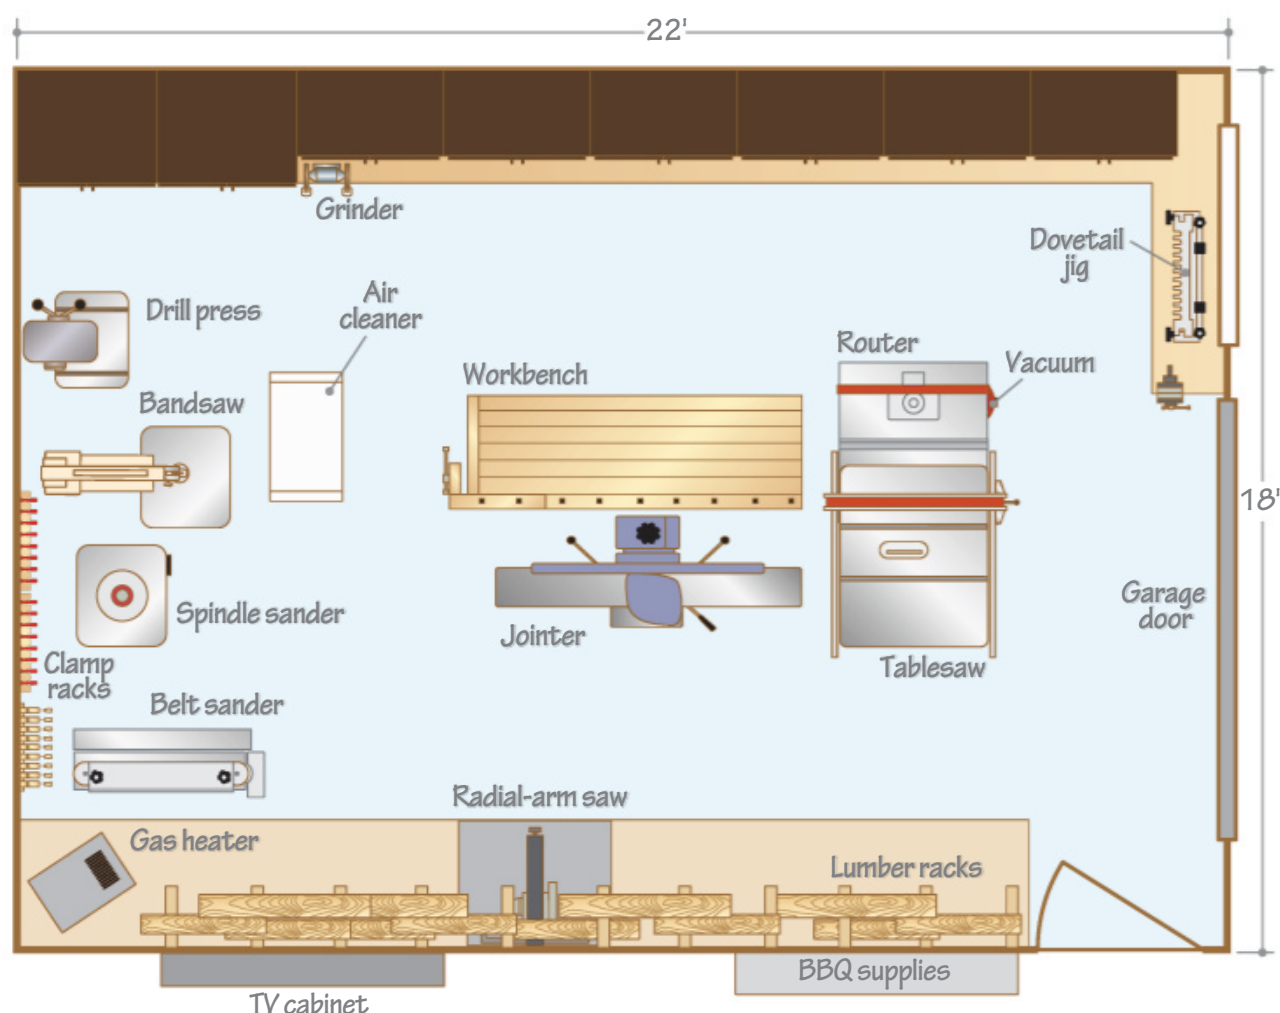 22'
Grinder
Dovetail
jig
Air
cleaner
Drill press
Router
Vacuum
Workbench
Bandsaw
18'
Garage
door
Spindle sander
Jointer
Clamp
racks
Tablesaw
Belt sander
Radial-arm saw
Gas heater
Lumber racks
BBQ supplies
TV cabinet